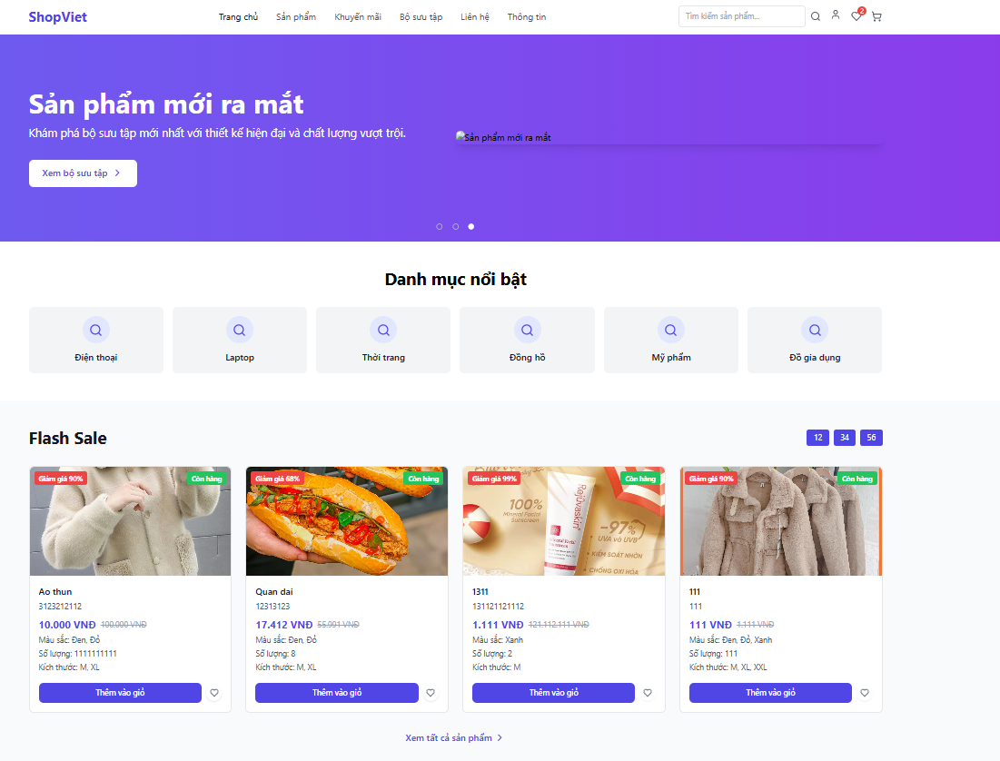 ShopViet
Trang chủ Sản phẩm Khuyến mãi Bộ sưu tập Liên hệ Thông tin
Tìm kiếm sản phẩm...
2
Sản phẩm mới ra mắt
Khám phá bộ sưu tập mới nhất với thiết kế hiện đại và chất lượng vượt trội.
Xem bộ sưu tập
Sản phẩm mới ra mắt
Danh mục nổi bật
Điện thoại
Laptop
Thời trang
Đồng hồ
Mỹ phẩm
Đồ gia dụng
Flash Sale
12 34 56
Giảm giá 90%
Còn hàng
Ao thun
3123212112
10.000 VNĐ 100.000 VNĐ
Màu sắc: Đen, Đỏ
Số lượng: 1111111111
Kích thước: M, XL
Thêm vào giỏ
Giảm giá 68%
Còn hàng
Quan dai
12313123
17.412 VNĐ 55.991 VNĐ
Màu sắc: Đen, Đỏ
Số lượng: 8
Kích thước: M, XL
Thêm vào giỏ
Giảm giá 99%
Còn hàng
100%
Mineral Facial
Sunscreen
Rejuvaskin
-97%
UVA và UVB
KIỂM SOÁT NHỜN
CHỐNG OXI HÓA
1311
131121121112
1.111 VNĐ 121.112.111 VNĐ
Màu sắc: Xanh
Số lượng: 2
Kích thước: M
Thêm vào giỏ
Giảm giá 90%
Còn hàng
111
111
111 VNĐ 1.111 VNĐ
Màu sắc: Đen, Đỏ, Xanh
Số lượng: 111
Kích thước: M, XL, XXL
Thêm vào giỏ
Xem tất cả sản phẩm